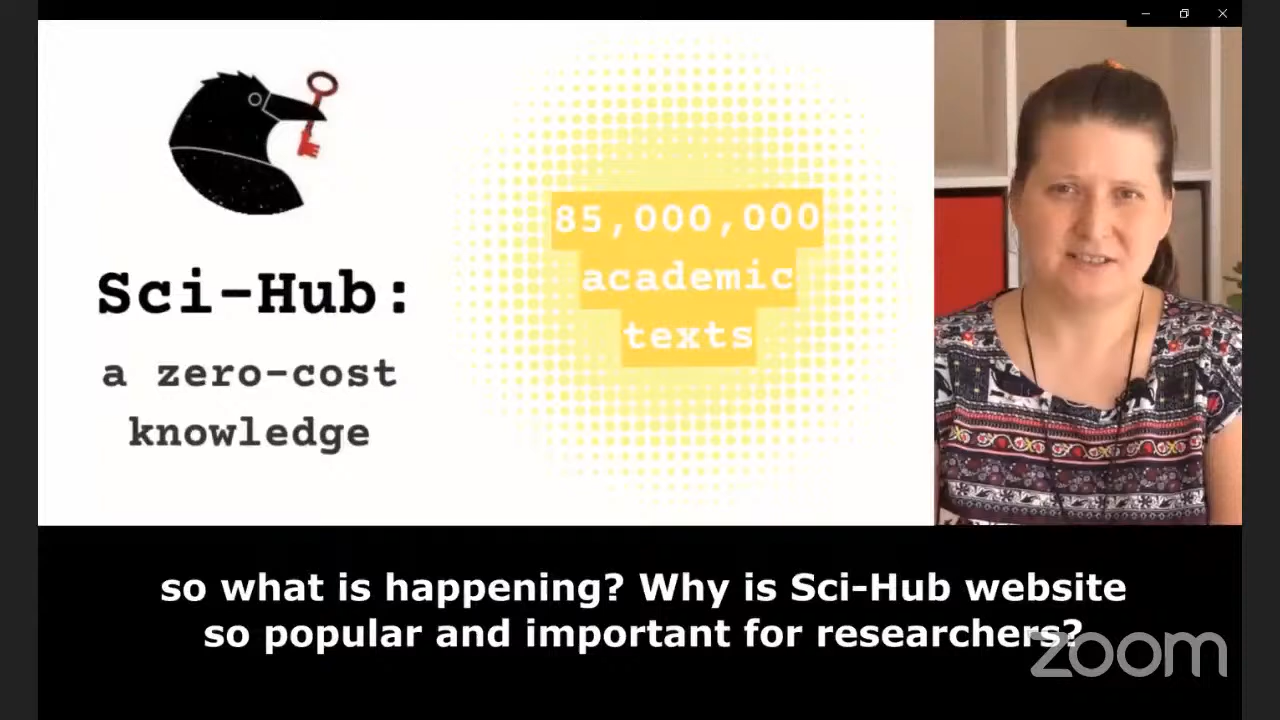 Sci-Hub:
a zero-cost
knowledge
85,000,000
academic
texts
so what is happening? Why is Sci-Hub website
so popular and important for researchers?
zoom